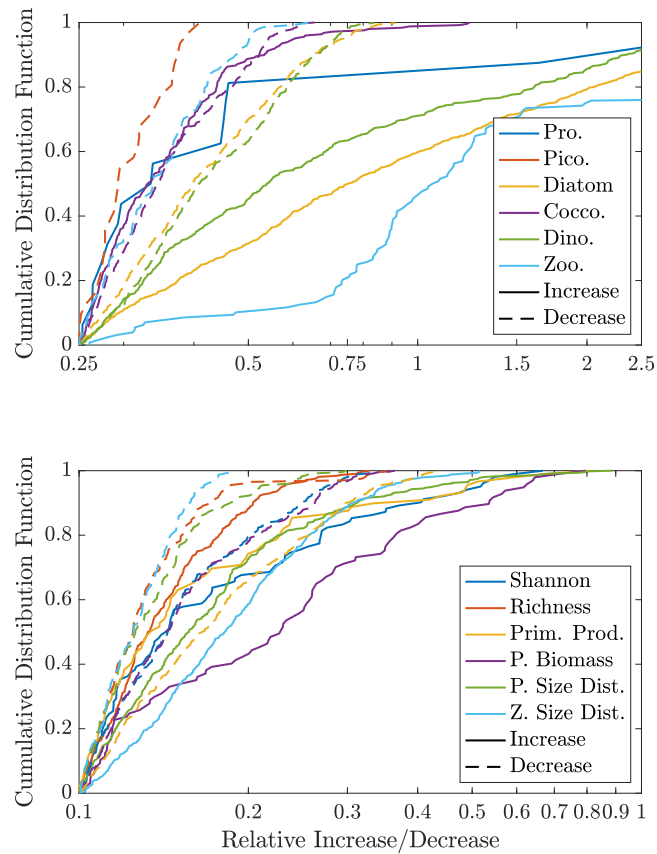 Cumulative Distribution Function
1
0.8
0.6
0.4
0.2
0
0.25
0.5
0.75
1
1.5
2
2.5
Pro.
Pico.
Diatom
Cocco.
Dino.
Zoo.
Increase
Decrease
Cumulative Distribution Function
1
0.8
0.6
0.4
0.2
0
0.1
0.2
0.3
0.4
0.5
0.6
0.7
0.8
0.9
1
Shannon
Richness
Prim. Prod.
P. Biomass
P. Size Dist.
Z. Size Dist.
Increase
Decrease
Relative Increase/Decrease